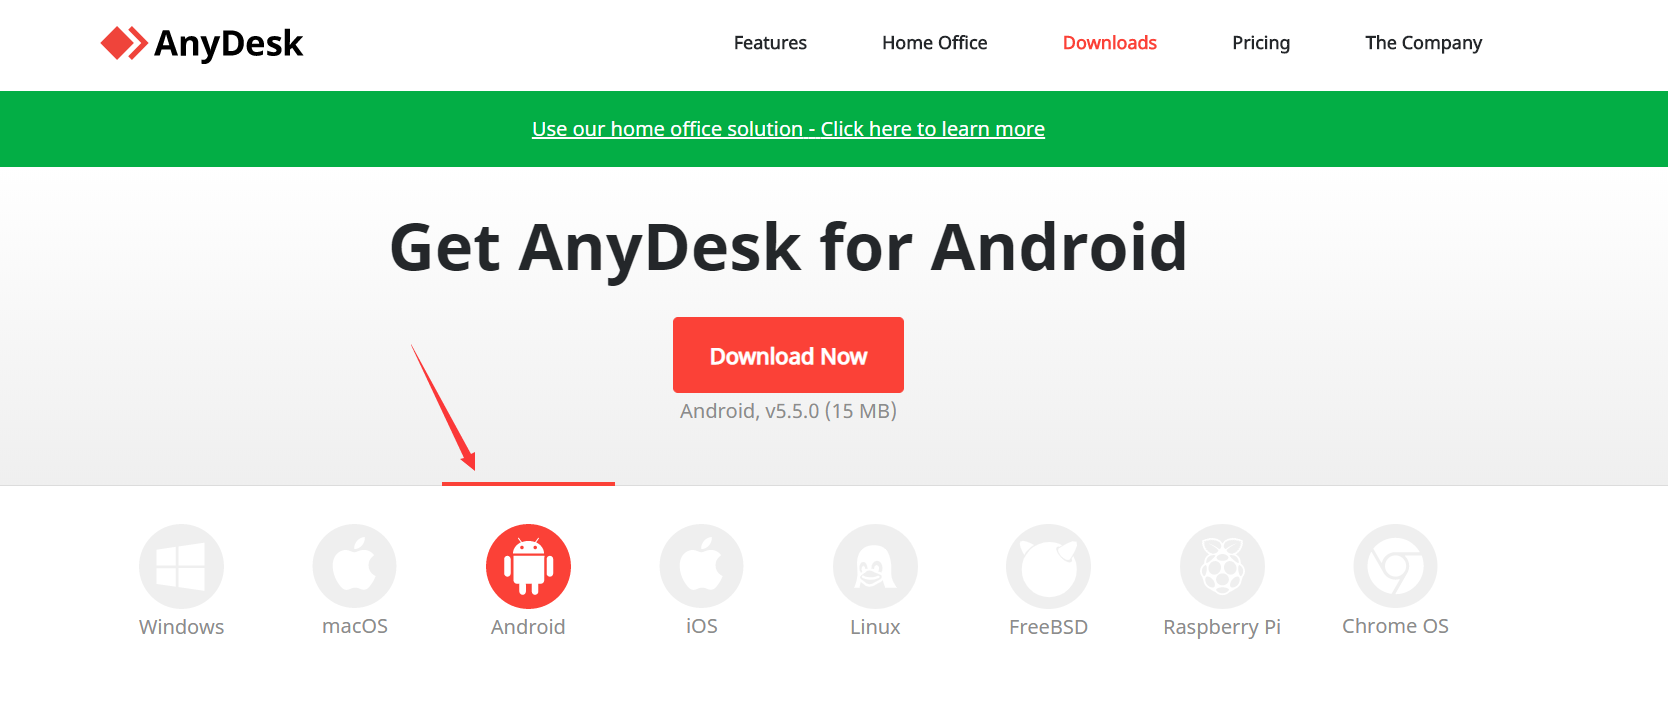 AnyDesk
Features Home Office Downloads Pricing The Company
Use our home office solution - Click here to learn more
Get AnyDesk for Android
Download Now
Android, v5.5.0 (15 MB)
Windows macOS Android iOS Linux FreeBSD Raspberry Pi Chrome OS